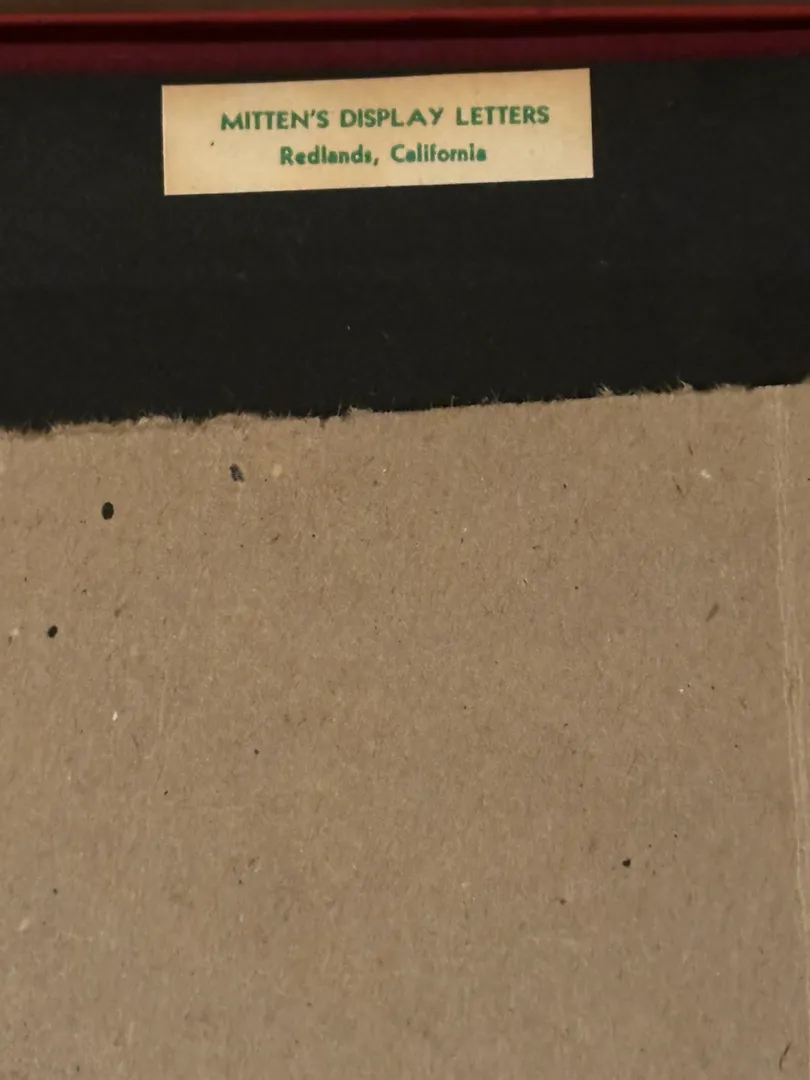 MITTEN'S DISPLAY LETTERS
Redlands, California